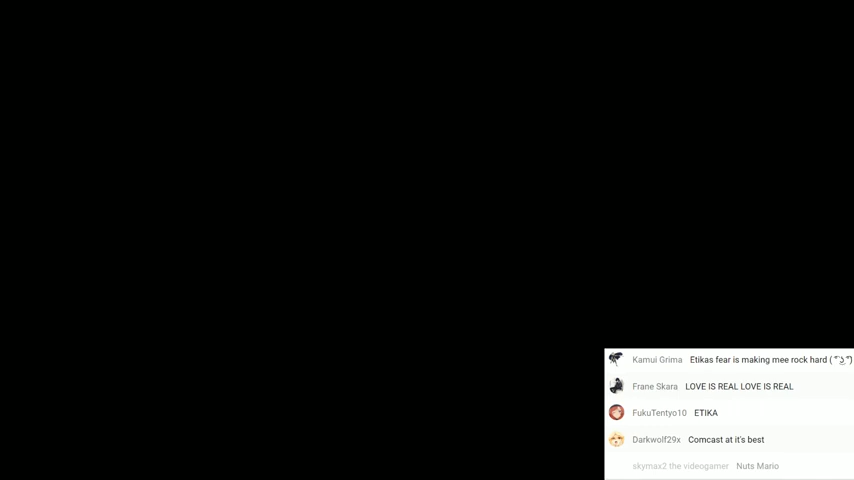 Kamui Grima Etikas fear is making mee rock hard ( ͡° ͜ʖ ͡°)
Frane Skara LOVE IS REAL LOVE IS REAL
FukuTentyo10 ETIKA
Darkwolf29x Comcast at it's best
skymax2 the videogamer Nuts Mario